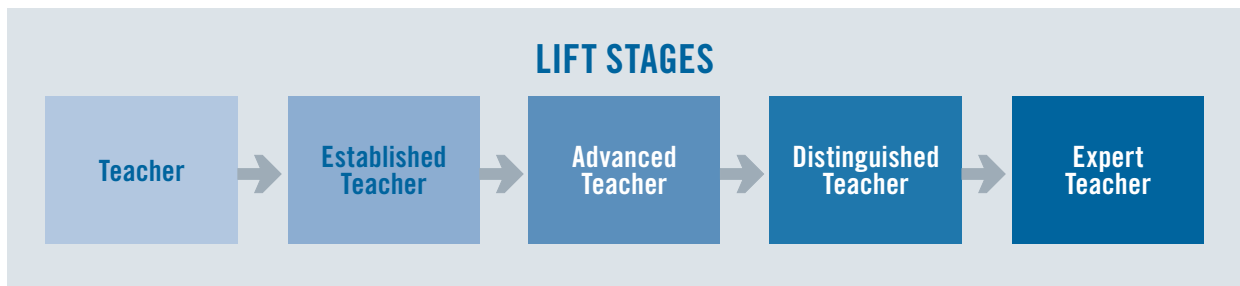 LIFT STAGES
Teacher
Established
Teacher
Advanced
Teacher
Distinguished
Teacher
Expert
Teacher